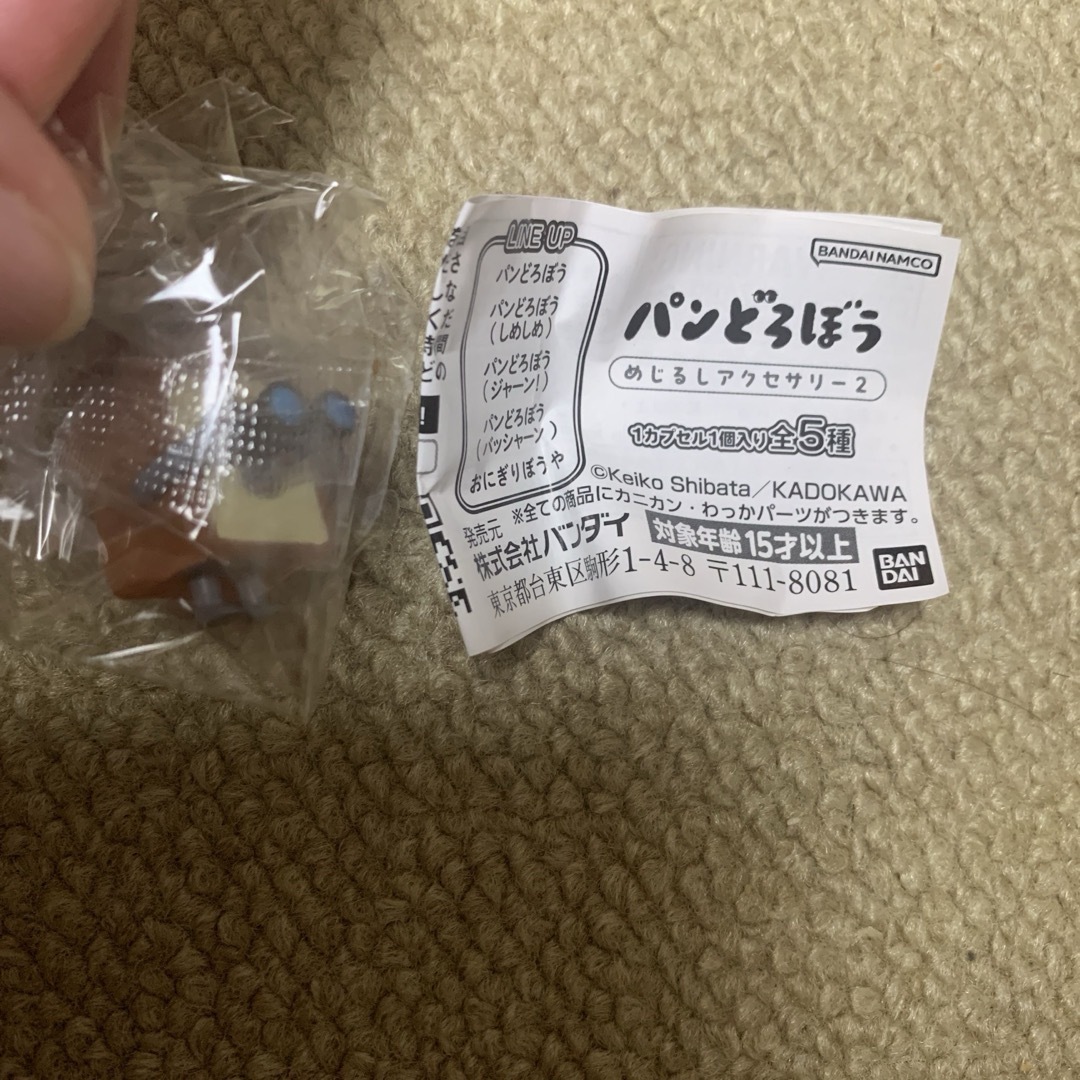 LINE UP
パンどろぼう
パンどろぼう
(しめしめ)
パンどろぼう
(ジャーン!)
パンどろぼう
(バッシャーン)
おにぎりぼうや
BANDAI NAMCO
パンどろぼう
めじるしアクセサリー2
1カプセル1個入り全5種
©Keiko Shibata/KADOKAWA
※全ての商品にカニカン・わっかパーツがつきます。
発売元
株式会社バンダイ
対象年齢15才以上
東京都台東区駒形1-4-8 〒111-8081
BAN
DAI